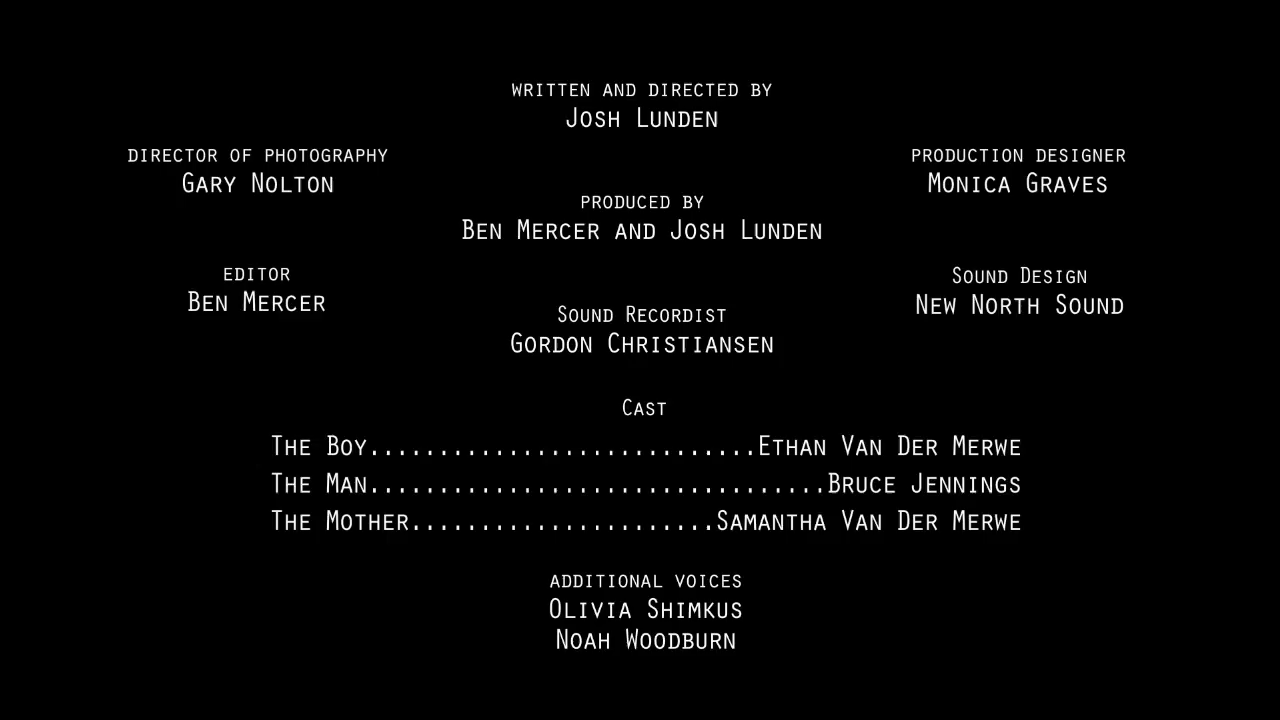 WRITTEN AND DIRECTED BY
JOSH LUNDEN
DIRECTOR OF PHOTOGRAPHY
GARY NOLTON
PRODUCTION DESIGNER
MONICA GRAVES
PRODUCED BY
BEN MERCER AND JOSH LUNDEN
EDITOR
BEN MERCER
SOUND DESIGN
NEW NORTH SOUND
SOUND RECORDIST
GORDON CHRISTIANSEN
CAST
THE BOY............................ETHAN VAN DER MERWE
THE MAN.................................BRUCE JENNINGS
THE MOTHER......................SAMANTHA VAN DER MERWE
ADDITIONAL VOICES
OLIVIA SHIMKUS
NOAH WOODBURN